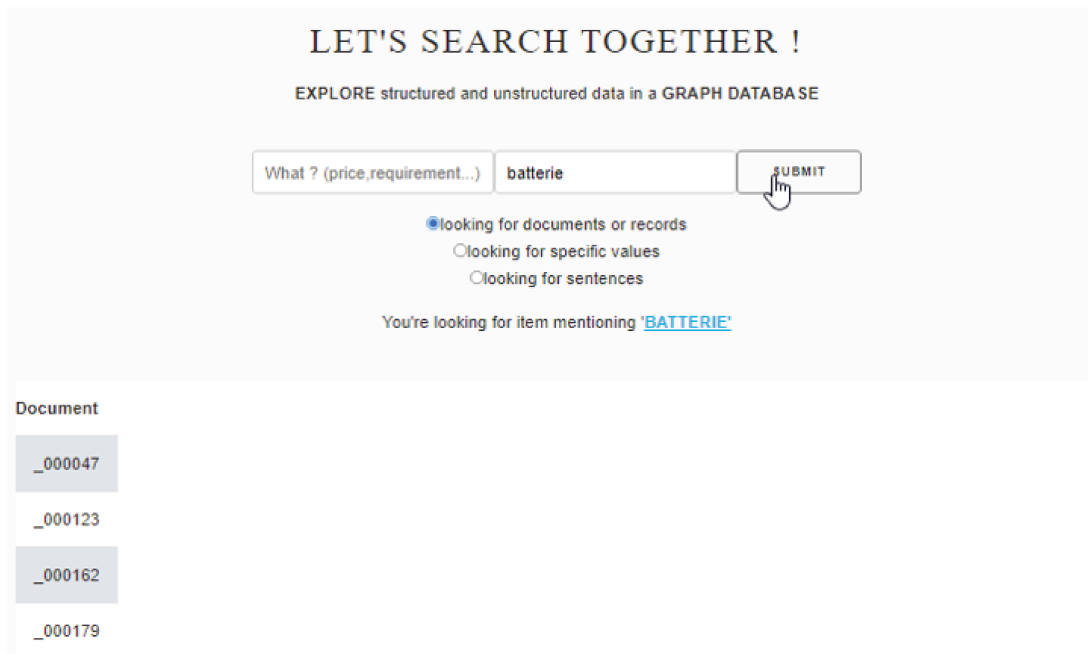 LET'S SEARCH TOGETHER !
EXPLORE structured and unstructured data in a GRAPH DATABASE
What ? (price,requirement...) batterie SUBMIT
looking for documents or records
looking for specific values
looking for sentences
You're looking for item mentioning 'BATTERIE'
Document
_000047
_000123
_000162
_000179